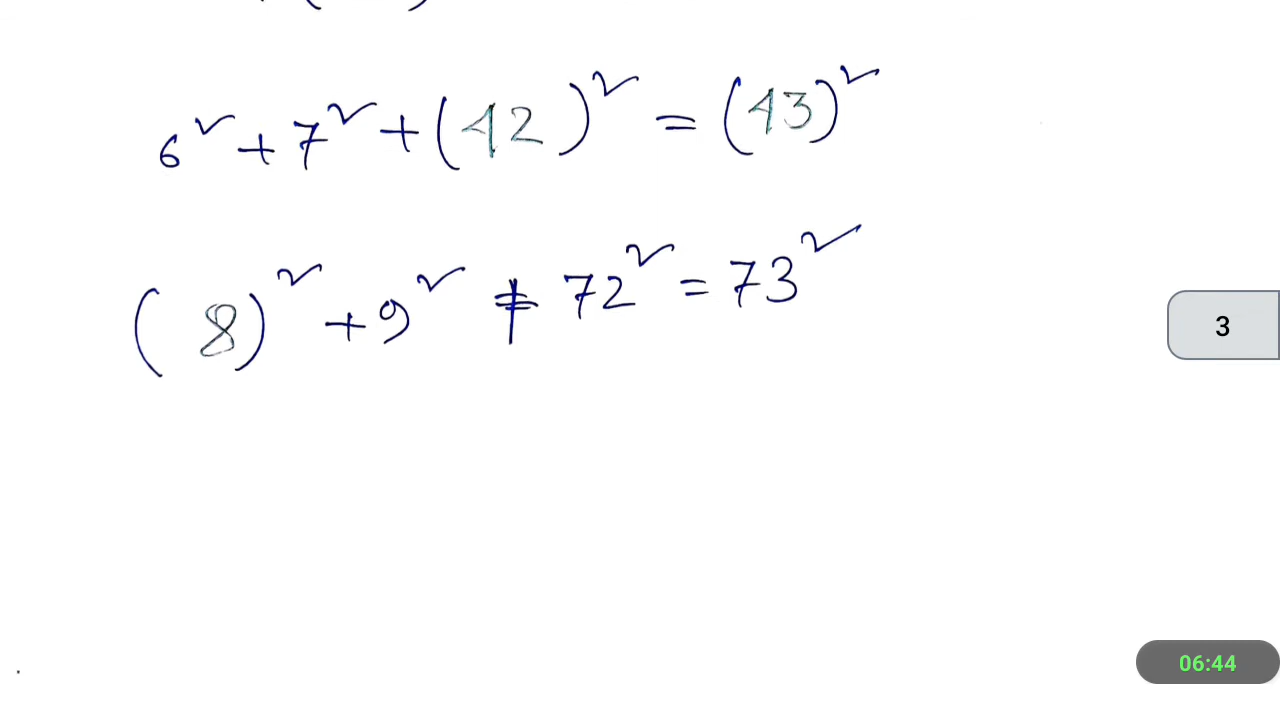 6² + 7² + (42)² = (43)²
(8)² + 9² + 72² = 73²
3
06:44